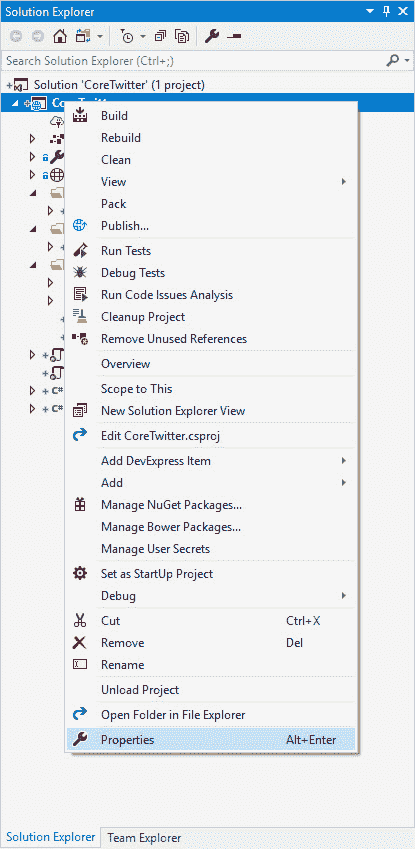 Solution Explorer
Search Solution Explorer (Ctrl+;)
Solution 'CoreTwitter' (1 project)
Build
Rebuild
Clean
View
Pack
Publish...
Run Tests
Debug Tests
Run Code Issues Analysis
Cleanup Project
Remove Unused References
Overview
Scope to This
New Solution Explorer View
Edit CoreTwitter.csproj
Add DevExpress Item
Add
Manage NuGet Packages...
Manage Bower Packages...
Manage User Secrets
Set as StartUp Project
Debug
Cut Ctrl+X
Remove Del
Rename
Unload Project
Open Folder in File Explorer
Properties Alt+Enter
Solution Explorer Team Explorer